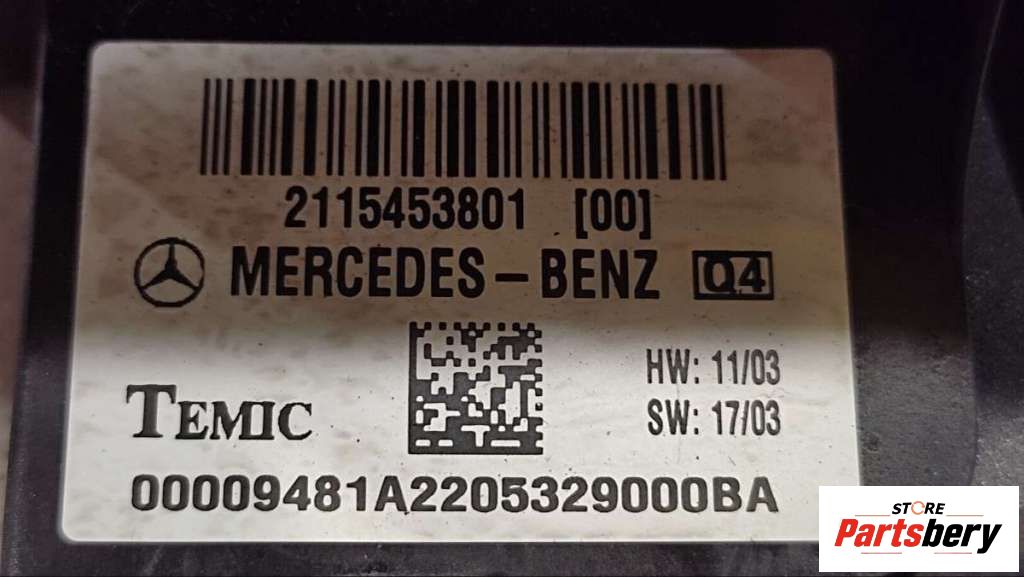 2115453801 [00]
MERCEDES-BENZ Q4
HW: 11/03
TEMIC
SW: 17/03
00009481A2205329000BA
STORE
Partsbery